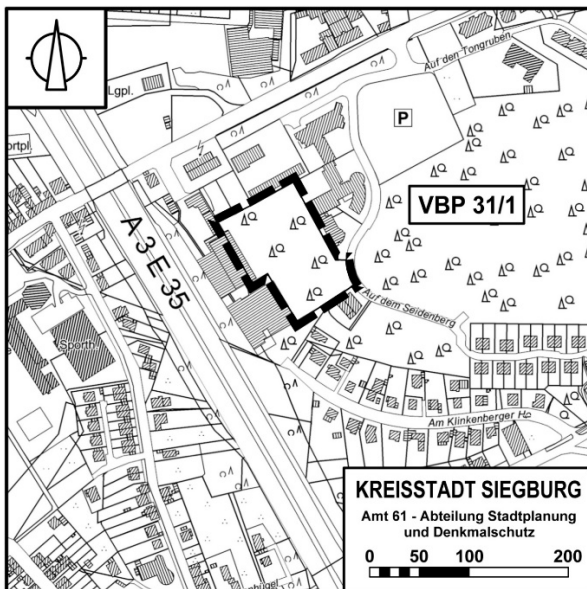 Auf den Tongruben
Lgpl.
ortpl.
P
VBP 31/1
A 3 E 35
Auf dem Seidenberg
Sporth.
Am Klinkenberger
KREISSTADT SIEGBURG
Amt 61 - Abteilung Stadtplanung
und Denkmalschutz
0 50 100 200